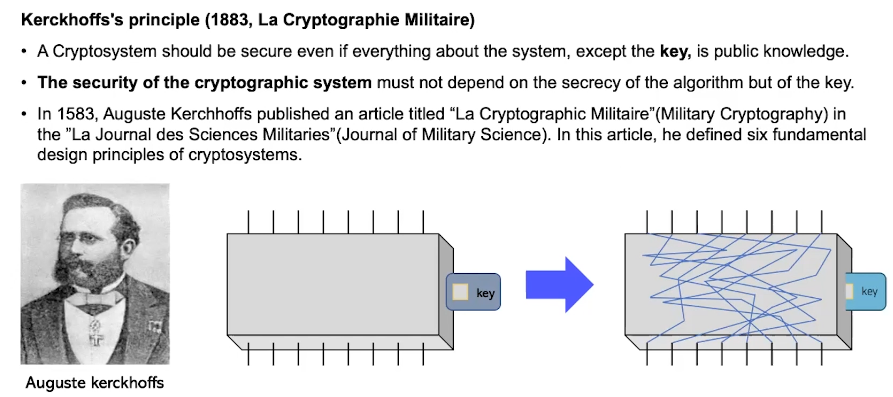 Kerckhoffs's principle (1883, La Cryptographie Militaire)
• A Cryptosystem should be secure even if everything about the system, except the key, is public knowledge.
• The security of the cryptographic system must not depend on the secrecy of the algorithm but of the key.
• In 1583, Auguste Kerchhoffs published an article titled “La Cryptographic Militaire”(Military Cryptography) in
the ”La Journal des Sciences Militaries”(Journal of Military Science). In this article, he defined six fundamental
design principles of cryptosystems.
key
key
Auguste kerckhoffs